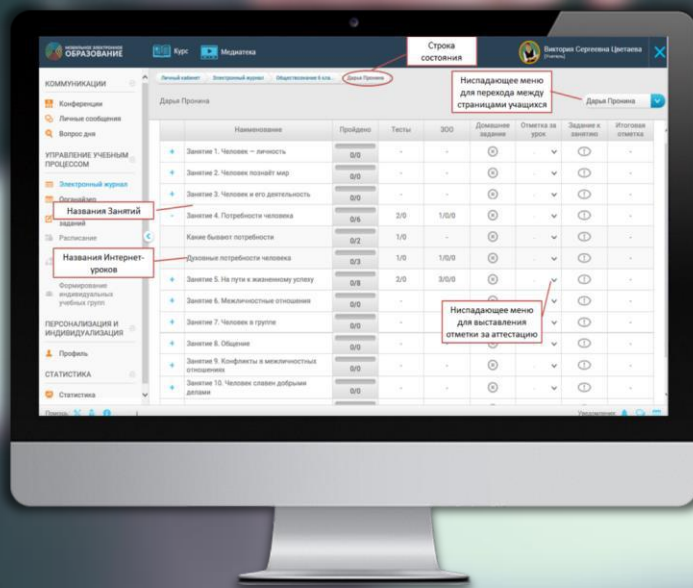 МОБИЛЬНОЕ ЭЛЕКТРОННОЕ
ОБРАЗОВАНИЕ
Курс
Медиатека
Строка
состояния
Виктория Сергеевна Цветаева
КОММУНИКАЦИИ
Конференции
Личные сообщения
Вопрос дня
УПРАВЛЕНИЕ УЧЕБНЫМ
ПРОЦЕССОМ
Электронный журнал
Названия Занятий
заданий
Расписание
Названия Интернет-
уроков
Формирование
индивидуальных
учебных групп
ПЕРСОНАЛИЗАЦИЯ И
ИНДИВИДУАЛИЗАЦИЯ
Профиль
СТАТИСТИКА
Статистика
Помощь
Личный кабинет
Электронный журнал
Обществознание 6 кла...
Дарья Пронина
Ниспадающее меню
для перехода между
страницами учащихся
Дарья Пронина
Дарья Пронина
Наименование Пройдено Тесты ЗОО Домашнее задание Отметка за урок Задание к занятию Итоговая отметка
+ Занятие 1. Человек – личность 0/0 - -
+ Занятие 2. Человек познаёт мир 0/0 - -
+ Занятие 3. Человек и его деятельность 0/0 - -
- Занятие 4. Потребности человека 0/6 2/0 1/0/0
Какие бывают потребности 0/2 1/0 -
Духовные потребности человека 0/3 1/0 1/0/0
+ Занятие 5. На пути к жизненному успеху 0/8 2/0 3/0/0
+ Занятие 6. Межличностные отношения 0/0 -
+ Занятие 7. Человек в группе 0/0 -
+ Занятие 8. Общение 0/0 - -
+ Занятие 9. Конфликты в межличностных
отношениях 0/0 - -
+ Занятие 10. Человек славен добрыми
делами 0/0 - -
Ниспадающее меню
для выставления
отметки за аттестацию
Уведомления